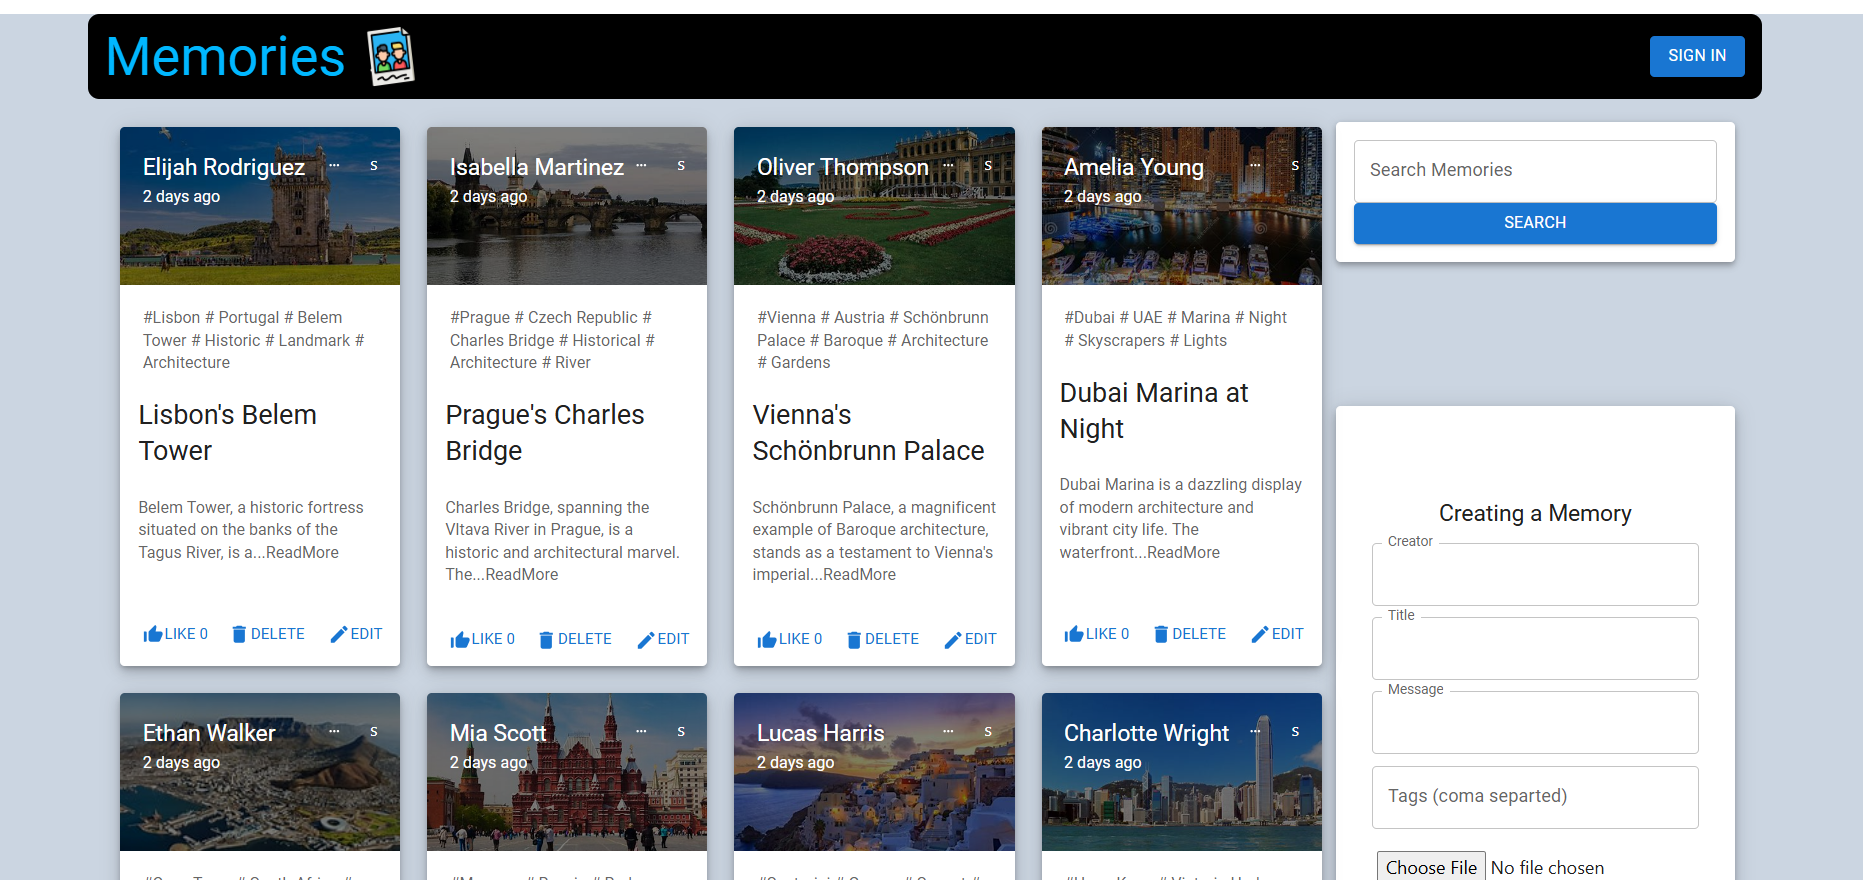 Memories
SIGN IN
Elijah Rodriguez ... S
2 days ago
#Lisbon # Portugal # Belem
Tower # Historic # Landmark #
Architecture
Lisbon's Belem
Tower
Belem Tower, a historic fortress
situated on the banks of the
Tagus River, is a...ReadMore
LIKE 0 DELETE EDIT
Isabella Martinez ... S
2 days ago
#Prague # Czech Republic #
Charles Bridge # Historical #
Architecture # River
Prague's Charles
Bridge
Charles Bridge, spanning the
Vltava River in Prague, is a
historic and architectural marvel.
The...ReadMore
LIKE 0 DELETE EDIT
Oliver Thompson ... S
2 days ago
#Vienna # Austria # Schönbrunn
Palace # Baroque # Architecture
# Gardens
Vienna's
Schönbrunn Palace
Schönbrunn Palace, a magnificent
example of Baroque architecture,
stands as a testament to Vienna's
imperial...ReadMore
LIKE 0 DELETE EDIT
Amelia Young ... S
2 days ago
#Dubai # UAE # Marina # Night
# Skyscrapers # Lights
Dubai Marina at
Night
Dubai Marina is a dazzling display
of modern architecture and
vibrant city life. The
waterfront...ReadMore
LIKE 0 DELETE EDIT
Ethan Walker ... S
2 days ago
Mia Scott ... S
2 days ago
Lucas Harris ... S
2 days ago
Charlotte Wright ... S
2 days ago
Search Memories
SEARCH
Creating a Memory
Creator
Title
Message
Tags (coma separted)
Choose File No file chosen